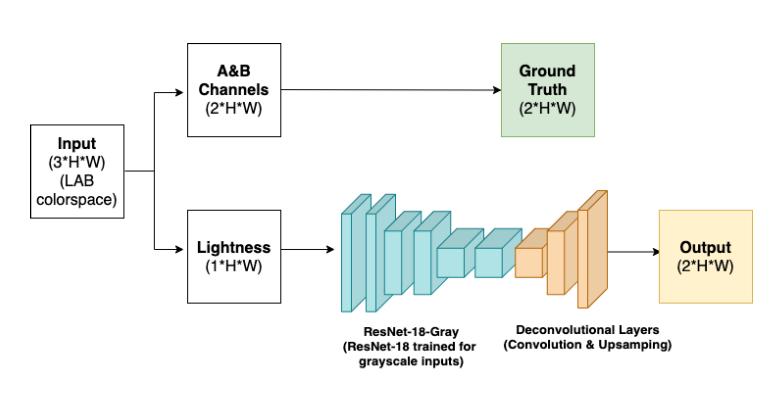 A&B
Channels
(2*H*W)
Ground
Truth
(2*H*W)
Input
(3*H*W)
(LAB
colorspace)
Lightness
(1*H*W)
Output
(2*H*W)
ResNet-18-Gray
(ResNet-18 trained for
grayscale inputs)
Deconvolutional Layers
(Convolution & Upsamping)